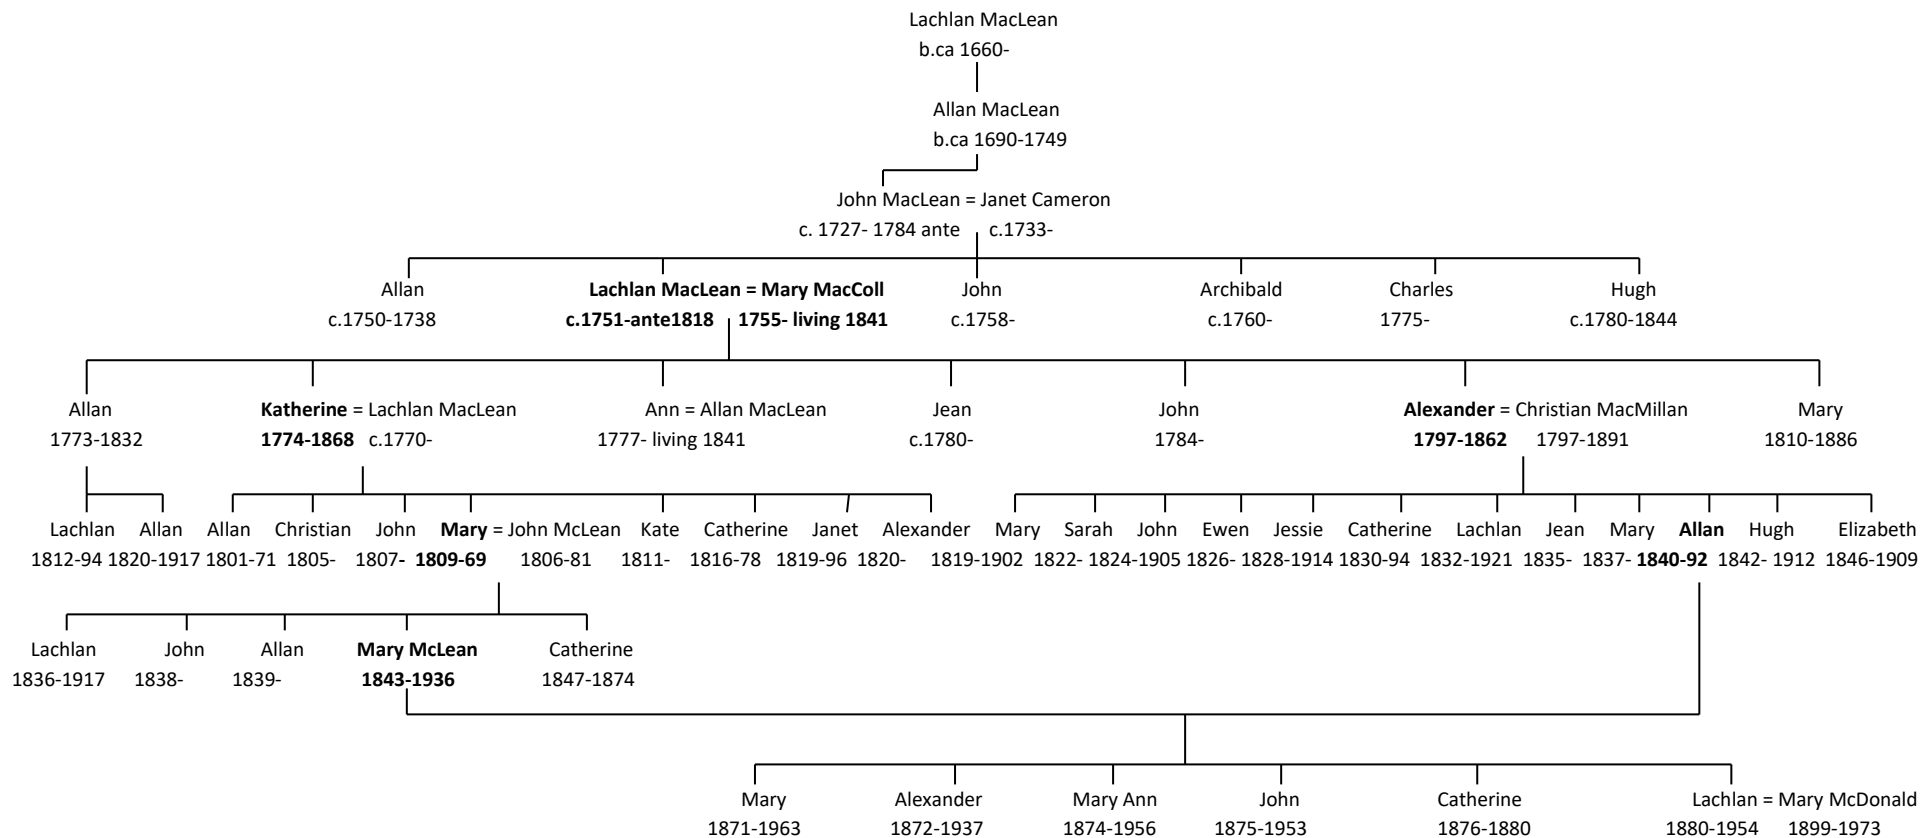 Lachlan MacLean
b.ca 1660-
Allan MacLean
b.ca 1690-1749
John MacLean = Janet Cameron
c. 1727- 1784 ante c.1733-
Allan Lachlan MacLean = Mary MacColl John Archibald Charles Hugh
c.1750-1738 c.1751-ante1818 1755- living 1841 c.1758- c.1760- 1775- c.1780-1844
Allan Katherine = Lachlan MacLean Ann = Allan MacLean Jean John Alexander = Christian MacMillan Mary
1773-1832 1774-1868 c.1770- 1777- living 1841 c.1780- 1784- 1797-1862 1797-1891 1810-1886
Lachlan Allan Allan Christian John Mary = John McLean Kate Catherine Janet Alexander Mary Sarah John Ewen Jessie Catherine Lachlan Jean Mary Allan Hugh Elizabeth
1812-94 1820-1917 1801-71 1805- 1807- 1809-69 1806-81 1811- 1816-78 1819-96 1820- 1819-1902 1822- 1824-1905 1826- 1828-1914 1830-94 1832-1921 1835- 1837- 1840-92 1842- 1912 1846-1909
Lachlan John Allan Mary McLean Catherine
1836-1917 1838- 1839- 1843-1936 1847-1874
Mary Alexander Mary Ann John Catherine Lachlan = Mary McDonald
1871-1963 1872-1937 1874-1956 1875-1953 1876-1880 1880-1954 1899-1973